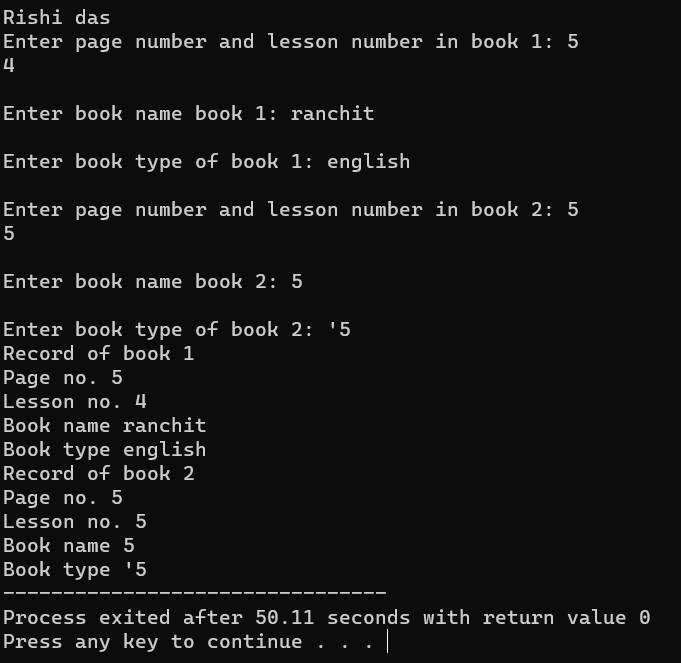 Rishi das
Enter page number and lesson number in book 1: 5
4
Enter book name book 1: ranchit
Enter book type of book 1: english
Enter page number and lesson number in book 2: 5
5
Enter book name book 2: 5
Enter book type of book 2: '5
Record of book 1
Page no. 5
Lesson no. 4
Book name ranchit
Book type english
Record of book 2
Page no. 5
Lesson no. 5
Book name 5
Book type '5
--------------------------------
Process exited after 50.11 seconds with return value 0
Press any key to continue . . .